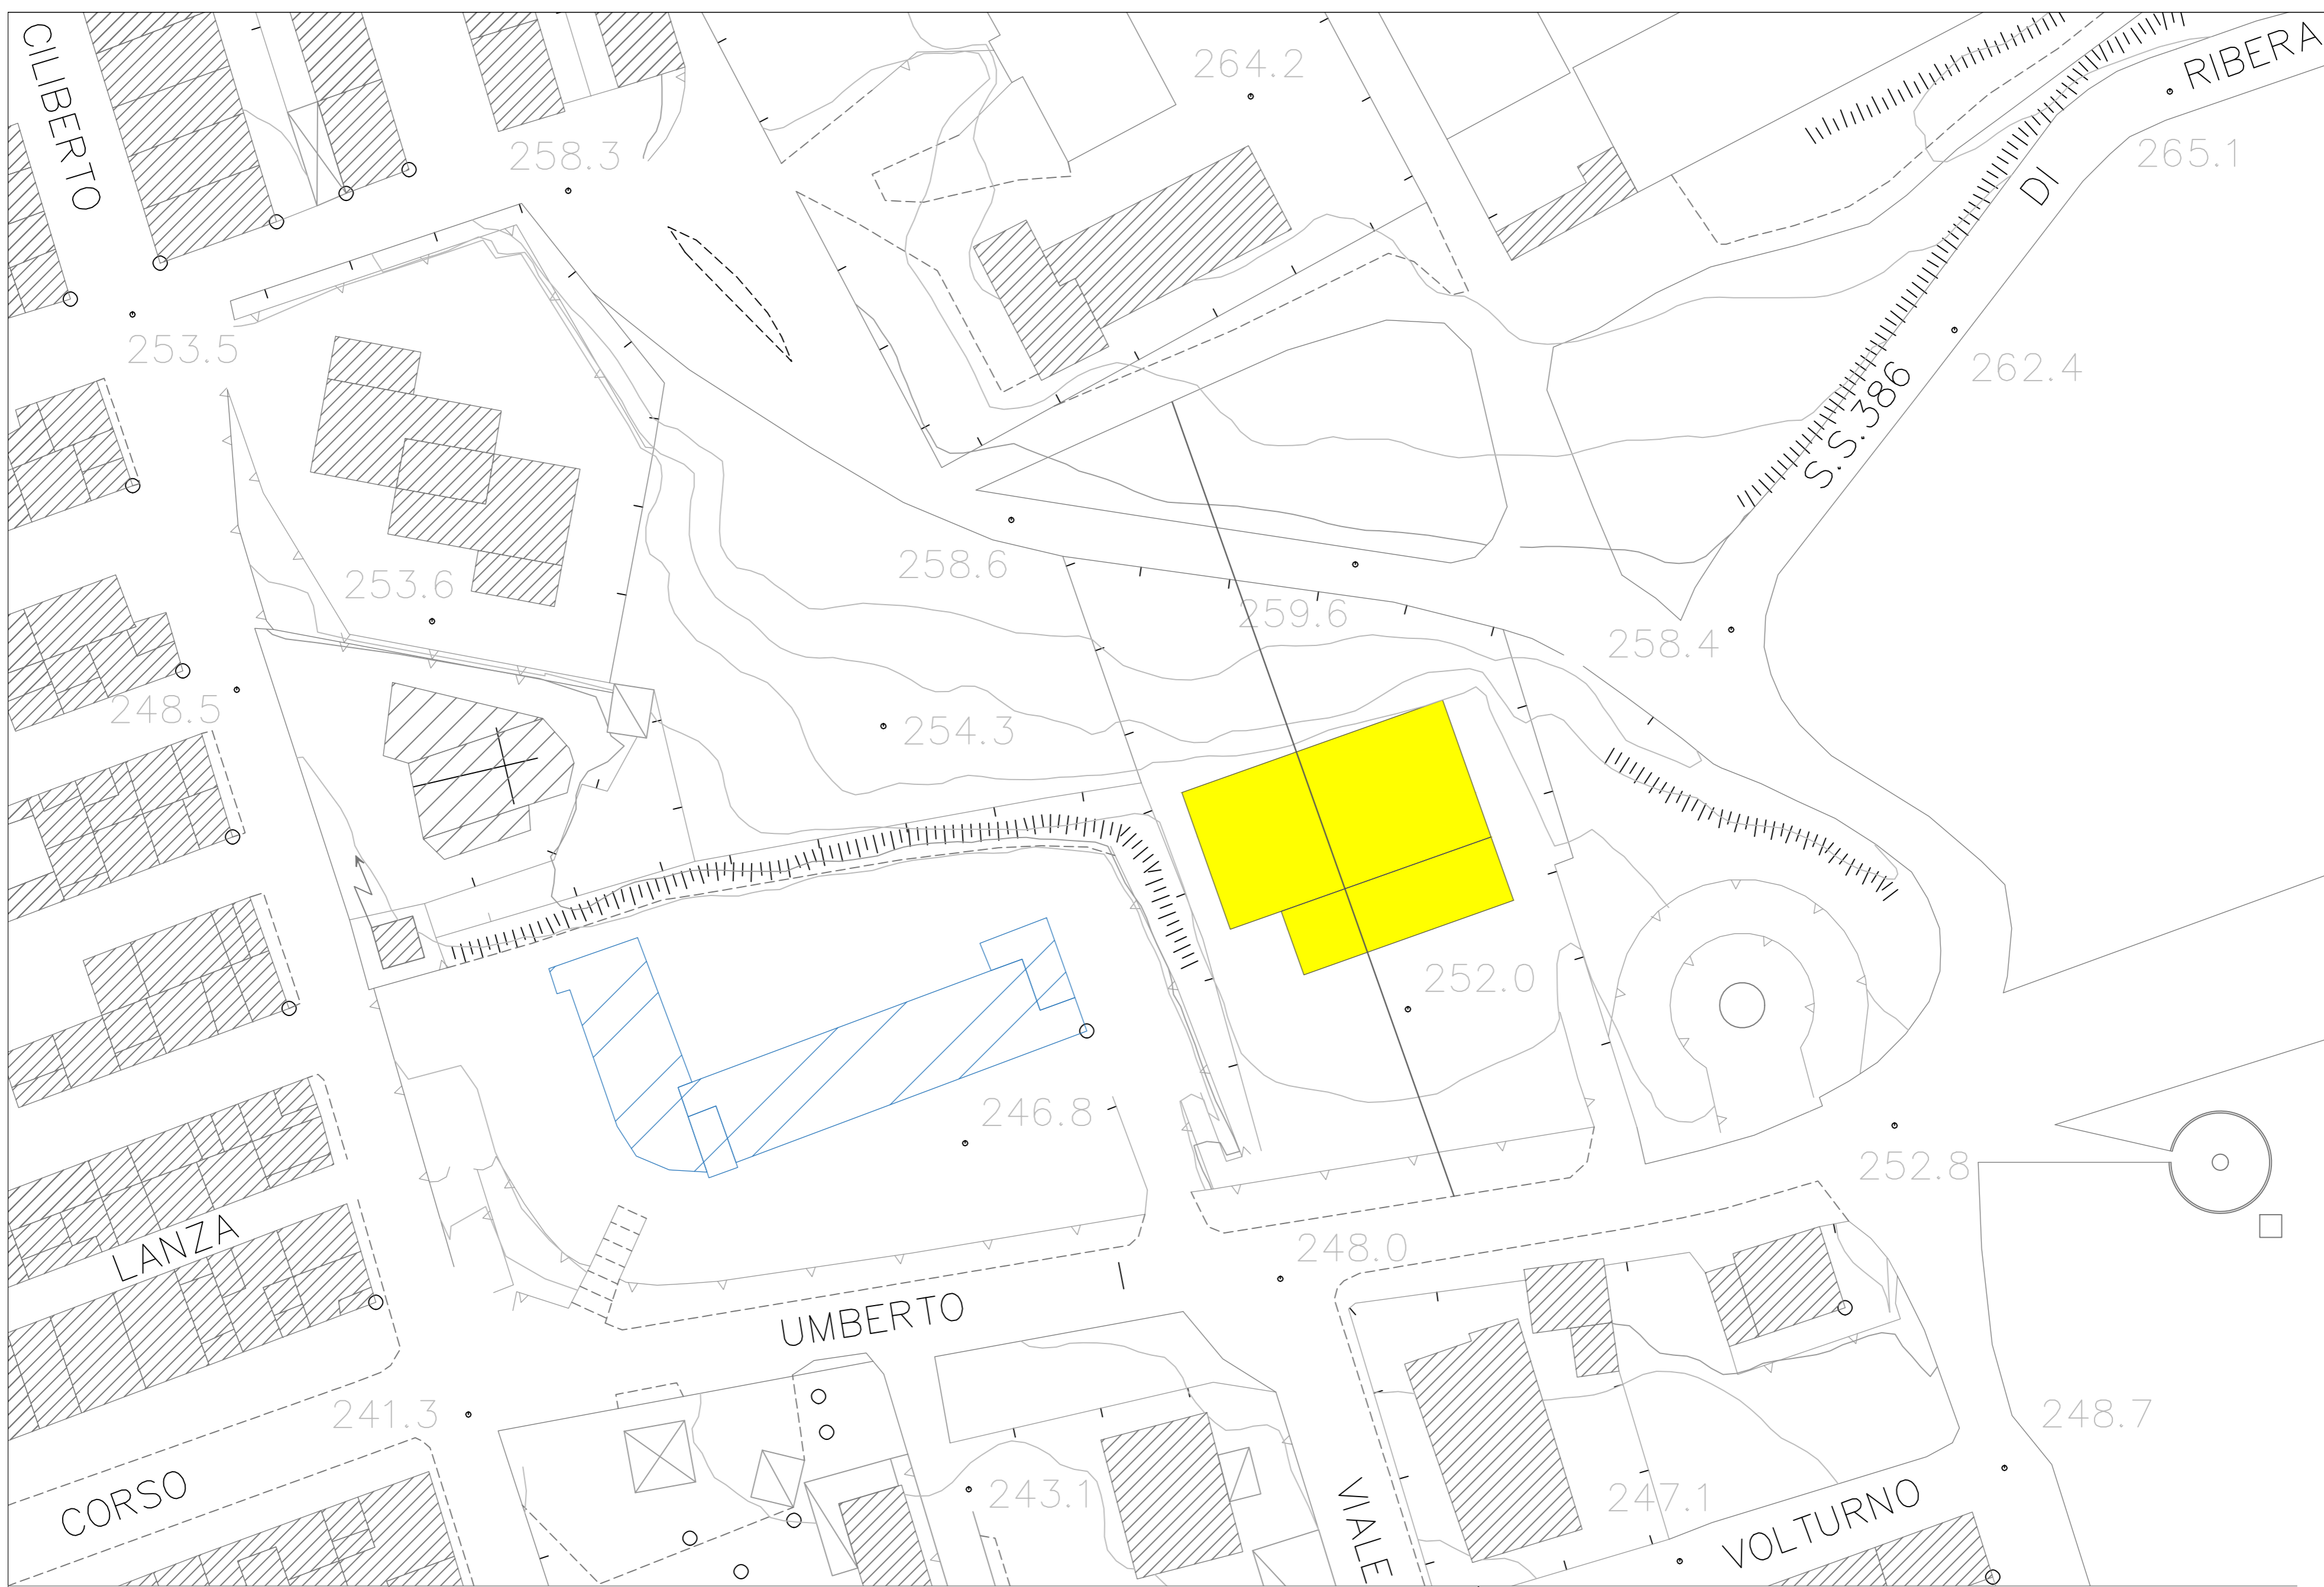 CILIBERTO
264.2
RIBERA
258.3
265.1
DI
253.5
262.4
S.S.386
258.6
253.6
259.6
258.4
248.5
254.3
252.0
246.8
252.8
LANZA
248.0
UMBERTO
241.3
248.7
CORSO
243.1
VIALE
247.1
VOLTURNO